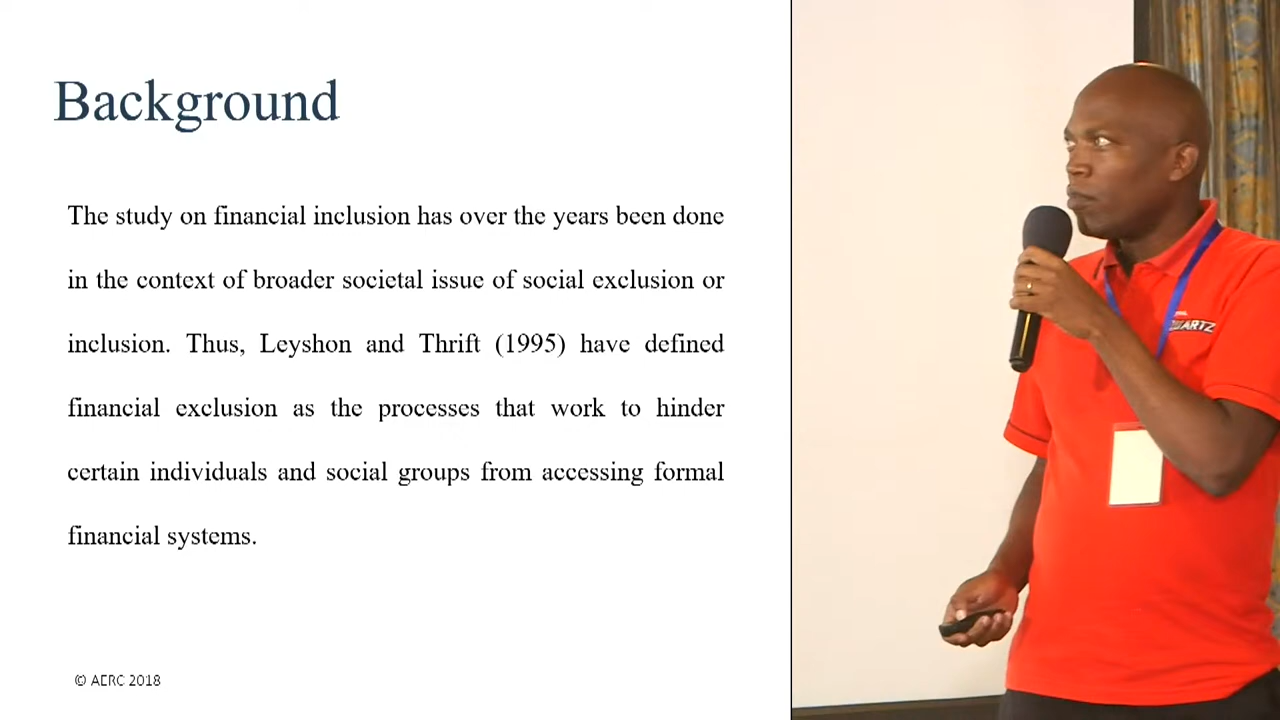 Background
The study on financial inclusion has over the years been done
in the context of broader societal issue of social exclusion or
inclusion. Thus, Leyshon and Thrift (1995) have defined
financial exclusion as the processes that work to hinder
certain individuals and social groups from accessing formal
financial systems.
© AERC 2018